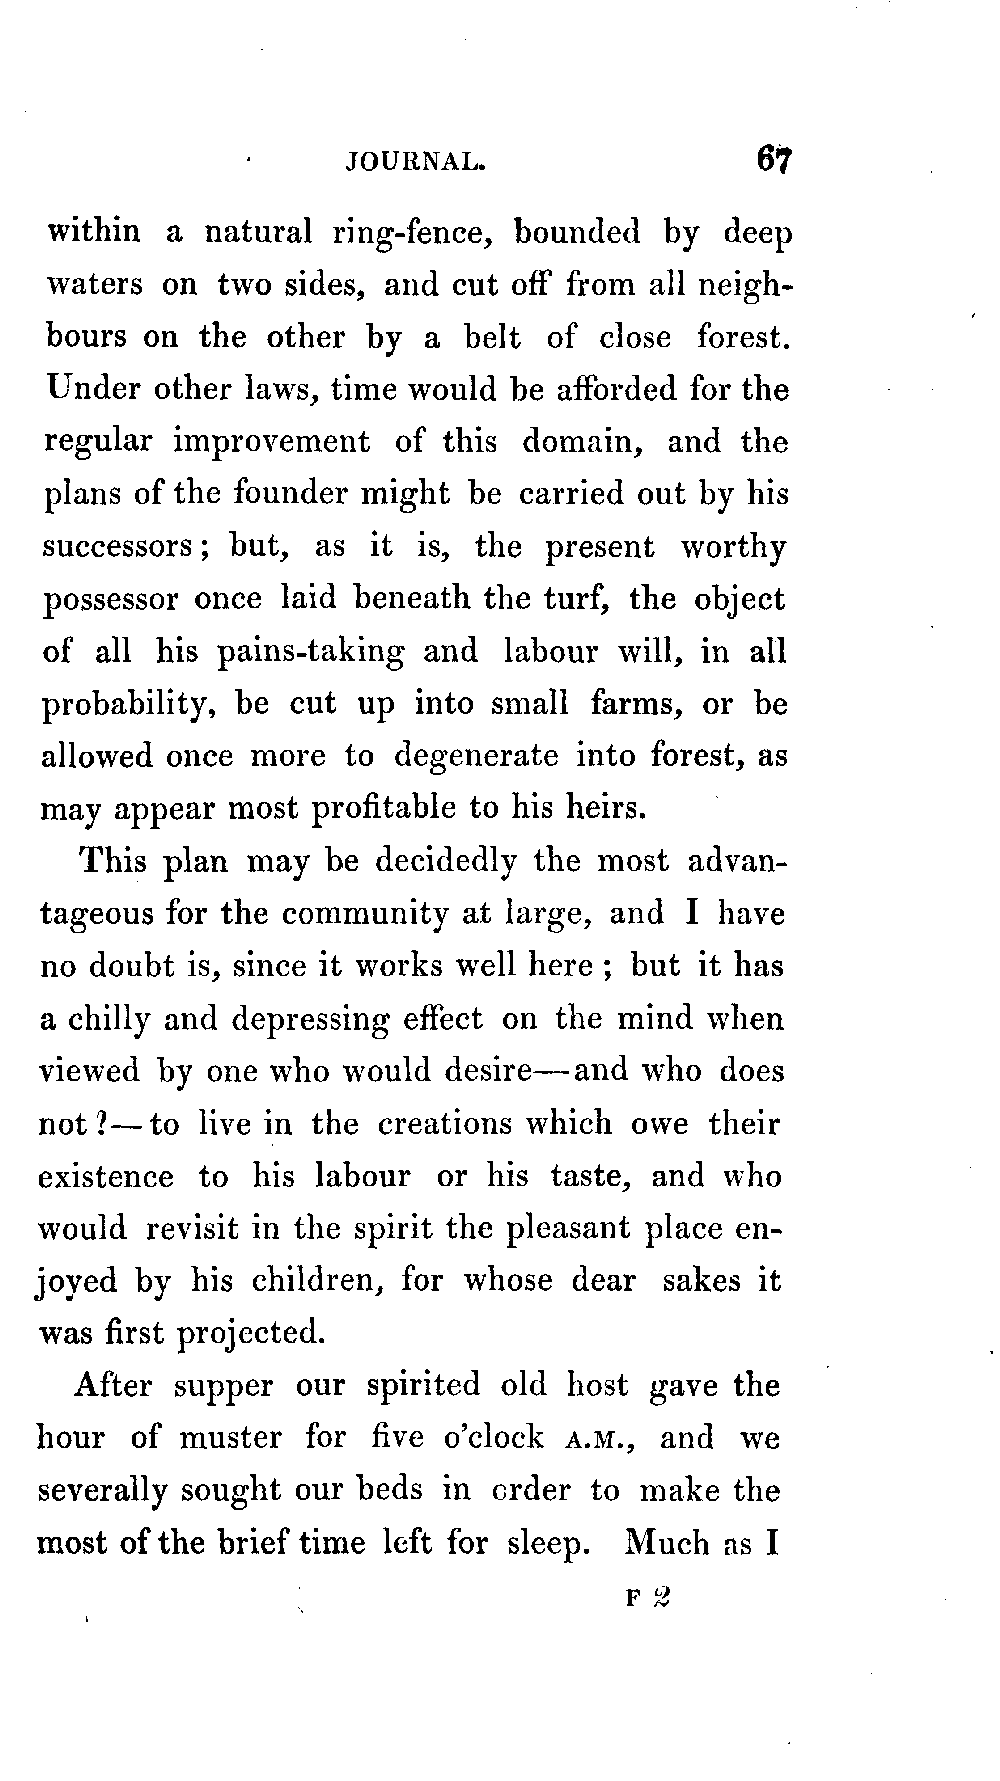 JOURNAL. 67
within a natural ring-fence, bounded by deep
waters on two sides, and cut off from all neigh-
bours on the other by a belt of close forest.
Under other laws, time would be afforded for the
regular improvement of this domain, and the
plans of the founder might be carried out by his
successors; but, as it is, the present worthy
possessor once laid beneath the turf, the object
of all his pains-taking and labour will, in all
probability, be cut up into small farms, or be
allowed once more to degenerate into forest, as
may appear most profitable to his heirs.
This plan may be decidedly the most advan-
tageous for the community at large, and I have
no doubt is, since it works well here; but it has
a chilly and depressing effect on the mind when
viewed by one who would desire—and who does
not?—to live in the creations which owe their
existence to his labour or his taste, and who
would revisit in the spirit the pleasant place en-
joyed by his children, for whose dear sakes it
was first projected.
After supper our spirited old host gave the
hour of muster for five o'clock A.M., and we
severally sought our beds in order to make the
most of the brief time left for sleep. Much as I
F 2